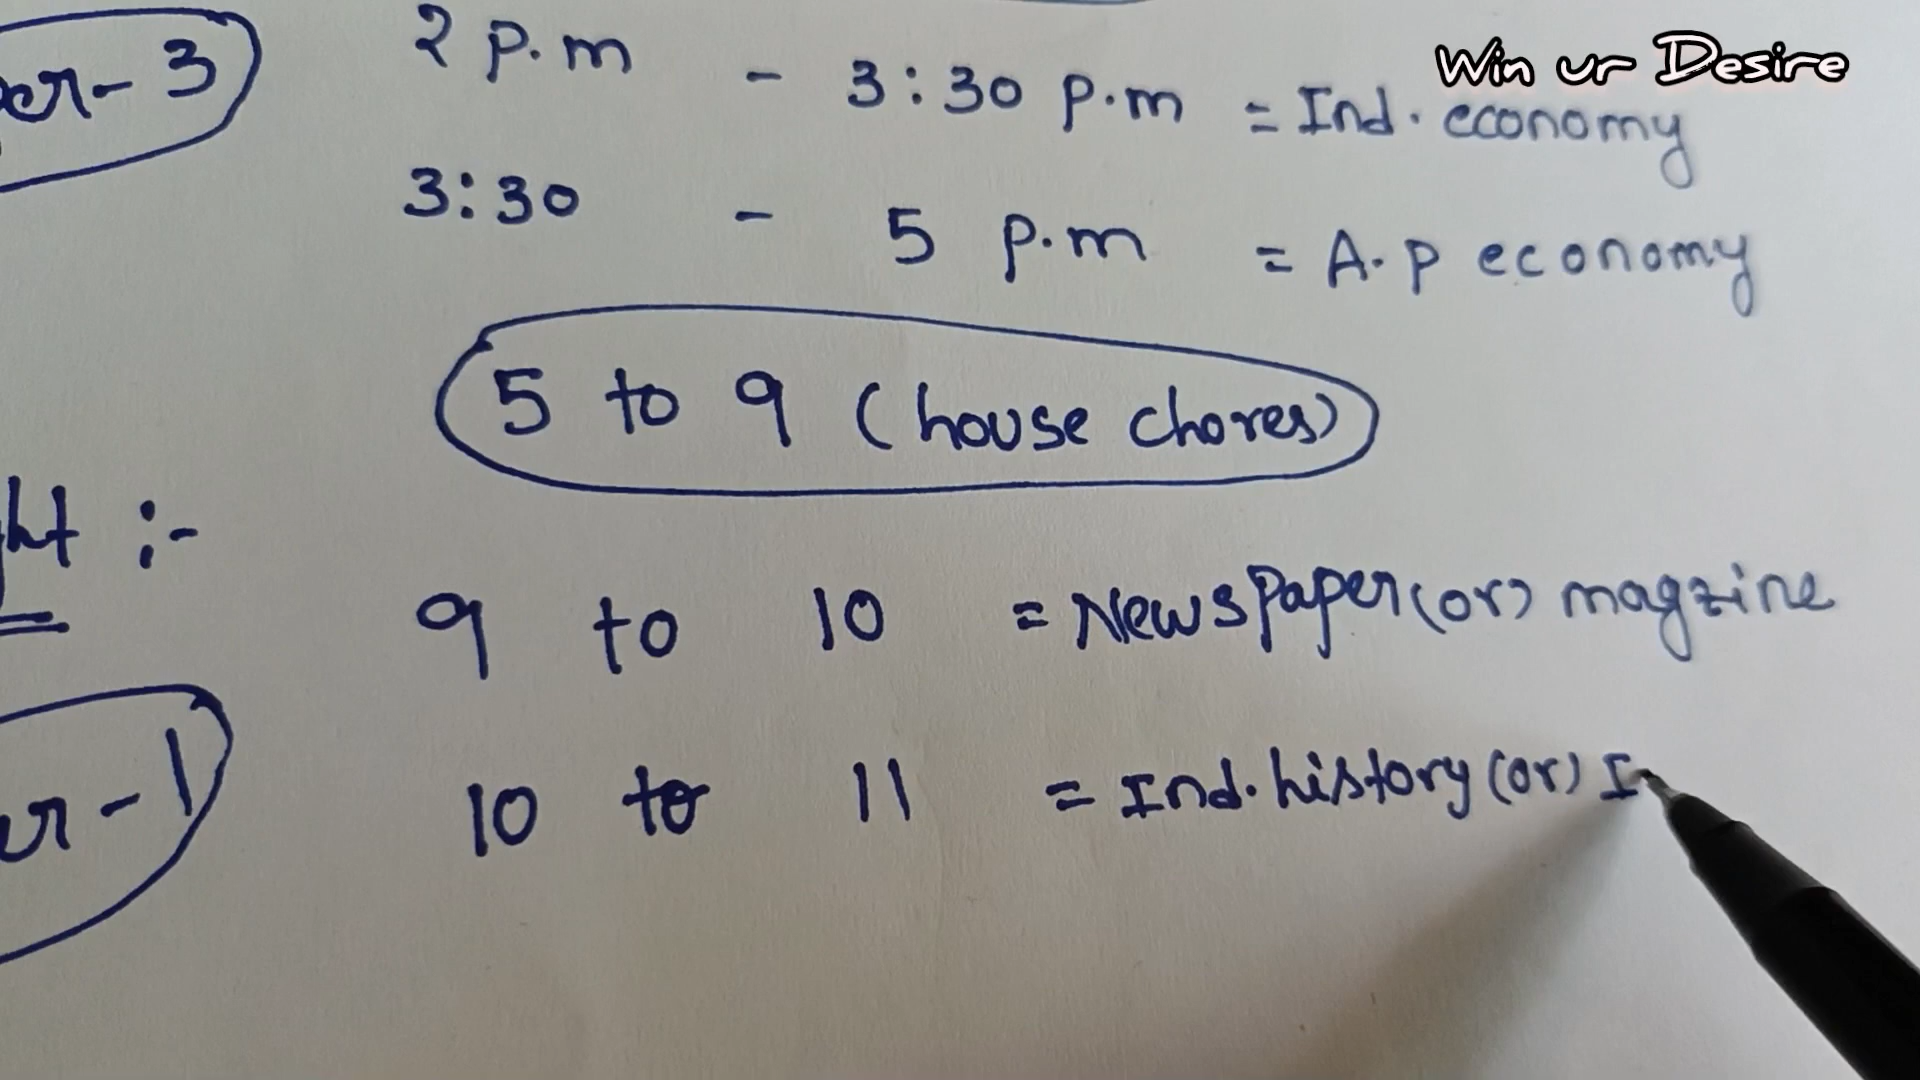 Win ur Desire
er-3
2 p.m - 3:30 p.m = Ind. economy
3:30 - 5 p.m = A.p economy
5 to 9 (house chores)
ht :-
9 to 10 = Newspaper (or) magzine
er-1
10 to 11 = Ind. history (or) I